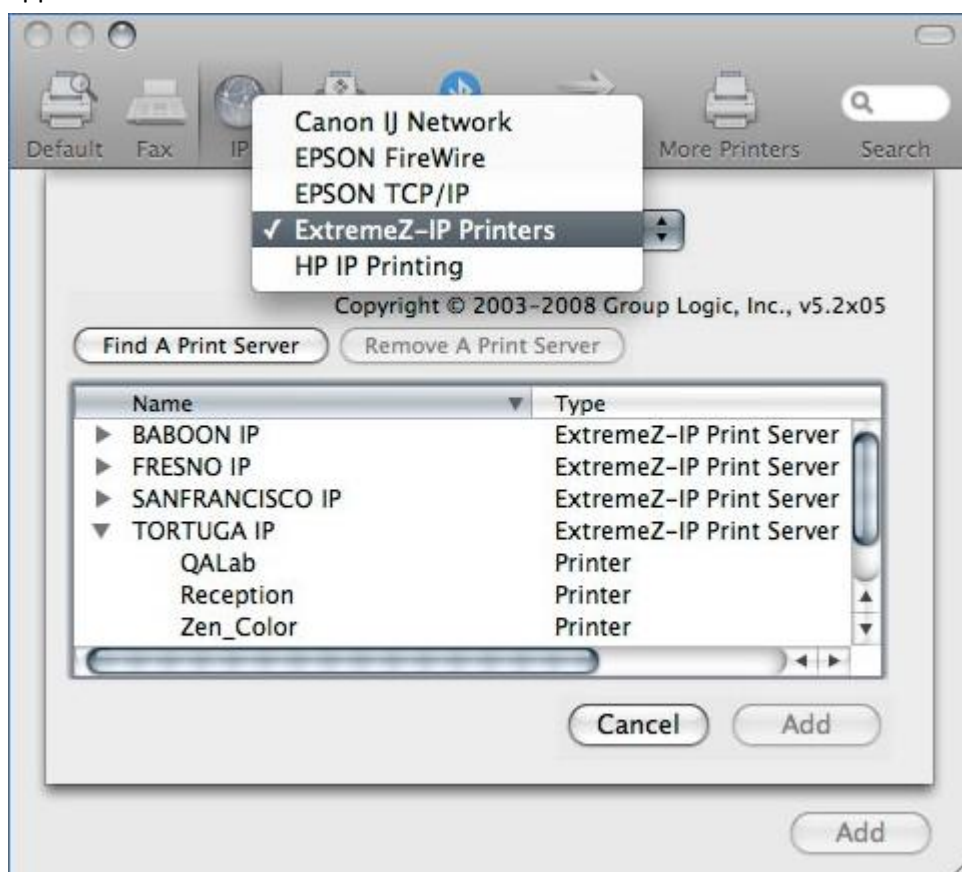 Default Fax IP More Printers Search
Canon IJ Network
EPSON FireWire
EPSON TCP/IP
✓ ExtremeZ-IP Printers
HP IP Printing
Copyright © 2003-2008 Group Logic, Inc., v5.2x05
Find A Print Server Remove A Print Server
Name Type
BABOON IP ExtremeZ-IP Print Server
FRESNO IP ExtremeZ-IP Print Server
SANFRANCISCO IP ExtremeZ-IP Print Server
TORTUGA IP ExtremeZ-IP Print Server
QALab Printer
Reception Printer
Zen_Color Printer
Cancel Add
Add